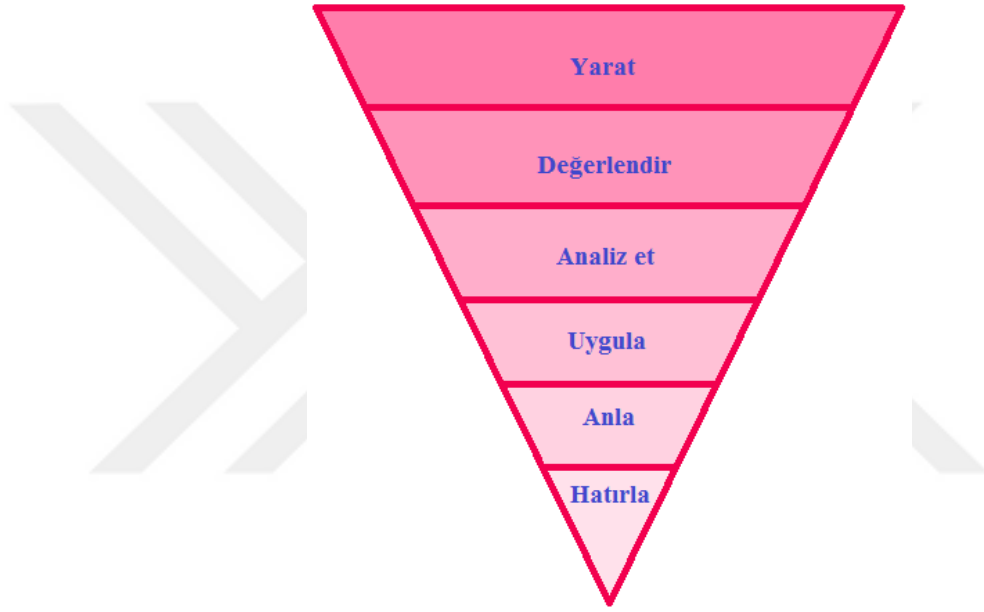 Yarat
Değerlendir
Analiz et
Uygula
Anla
Hatırla